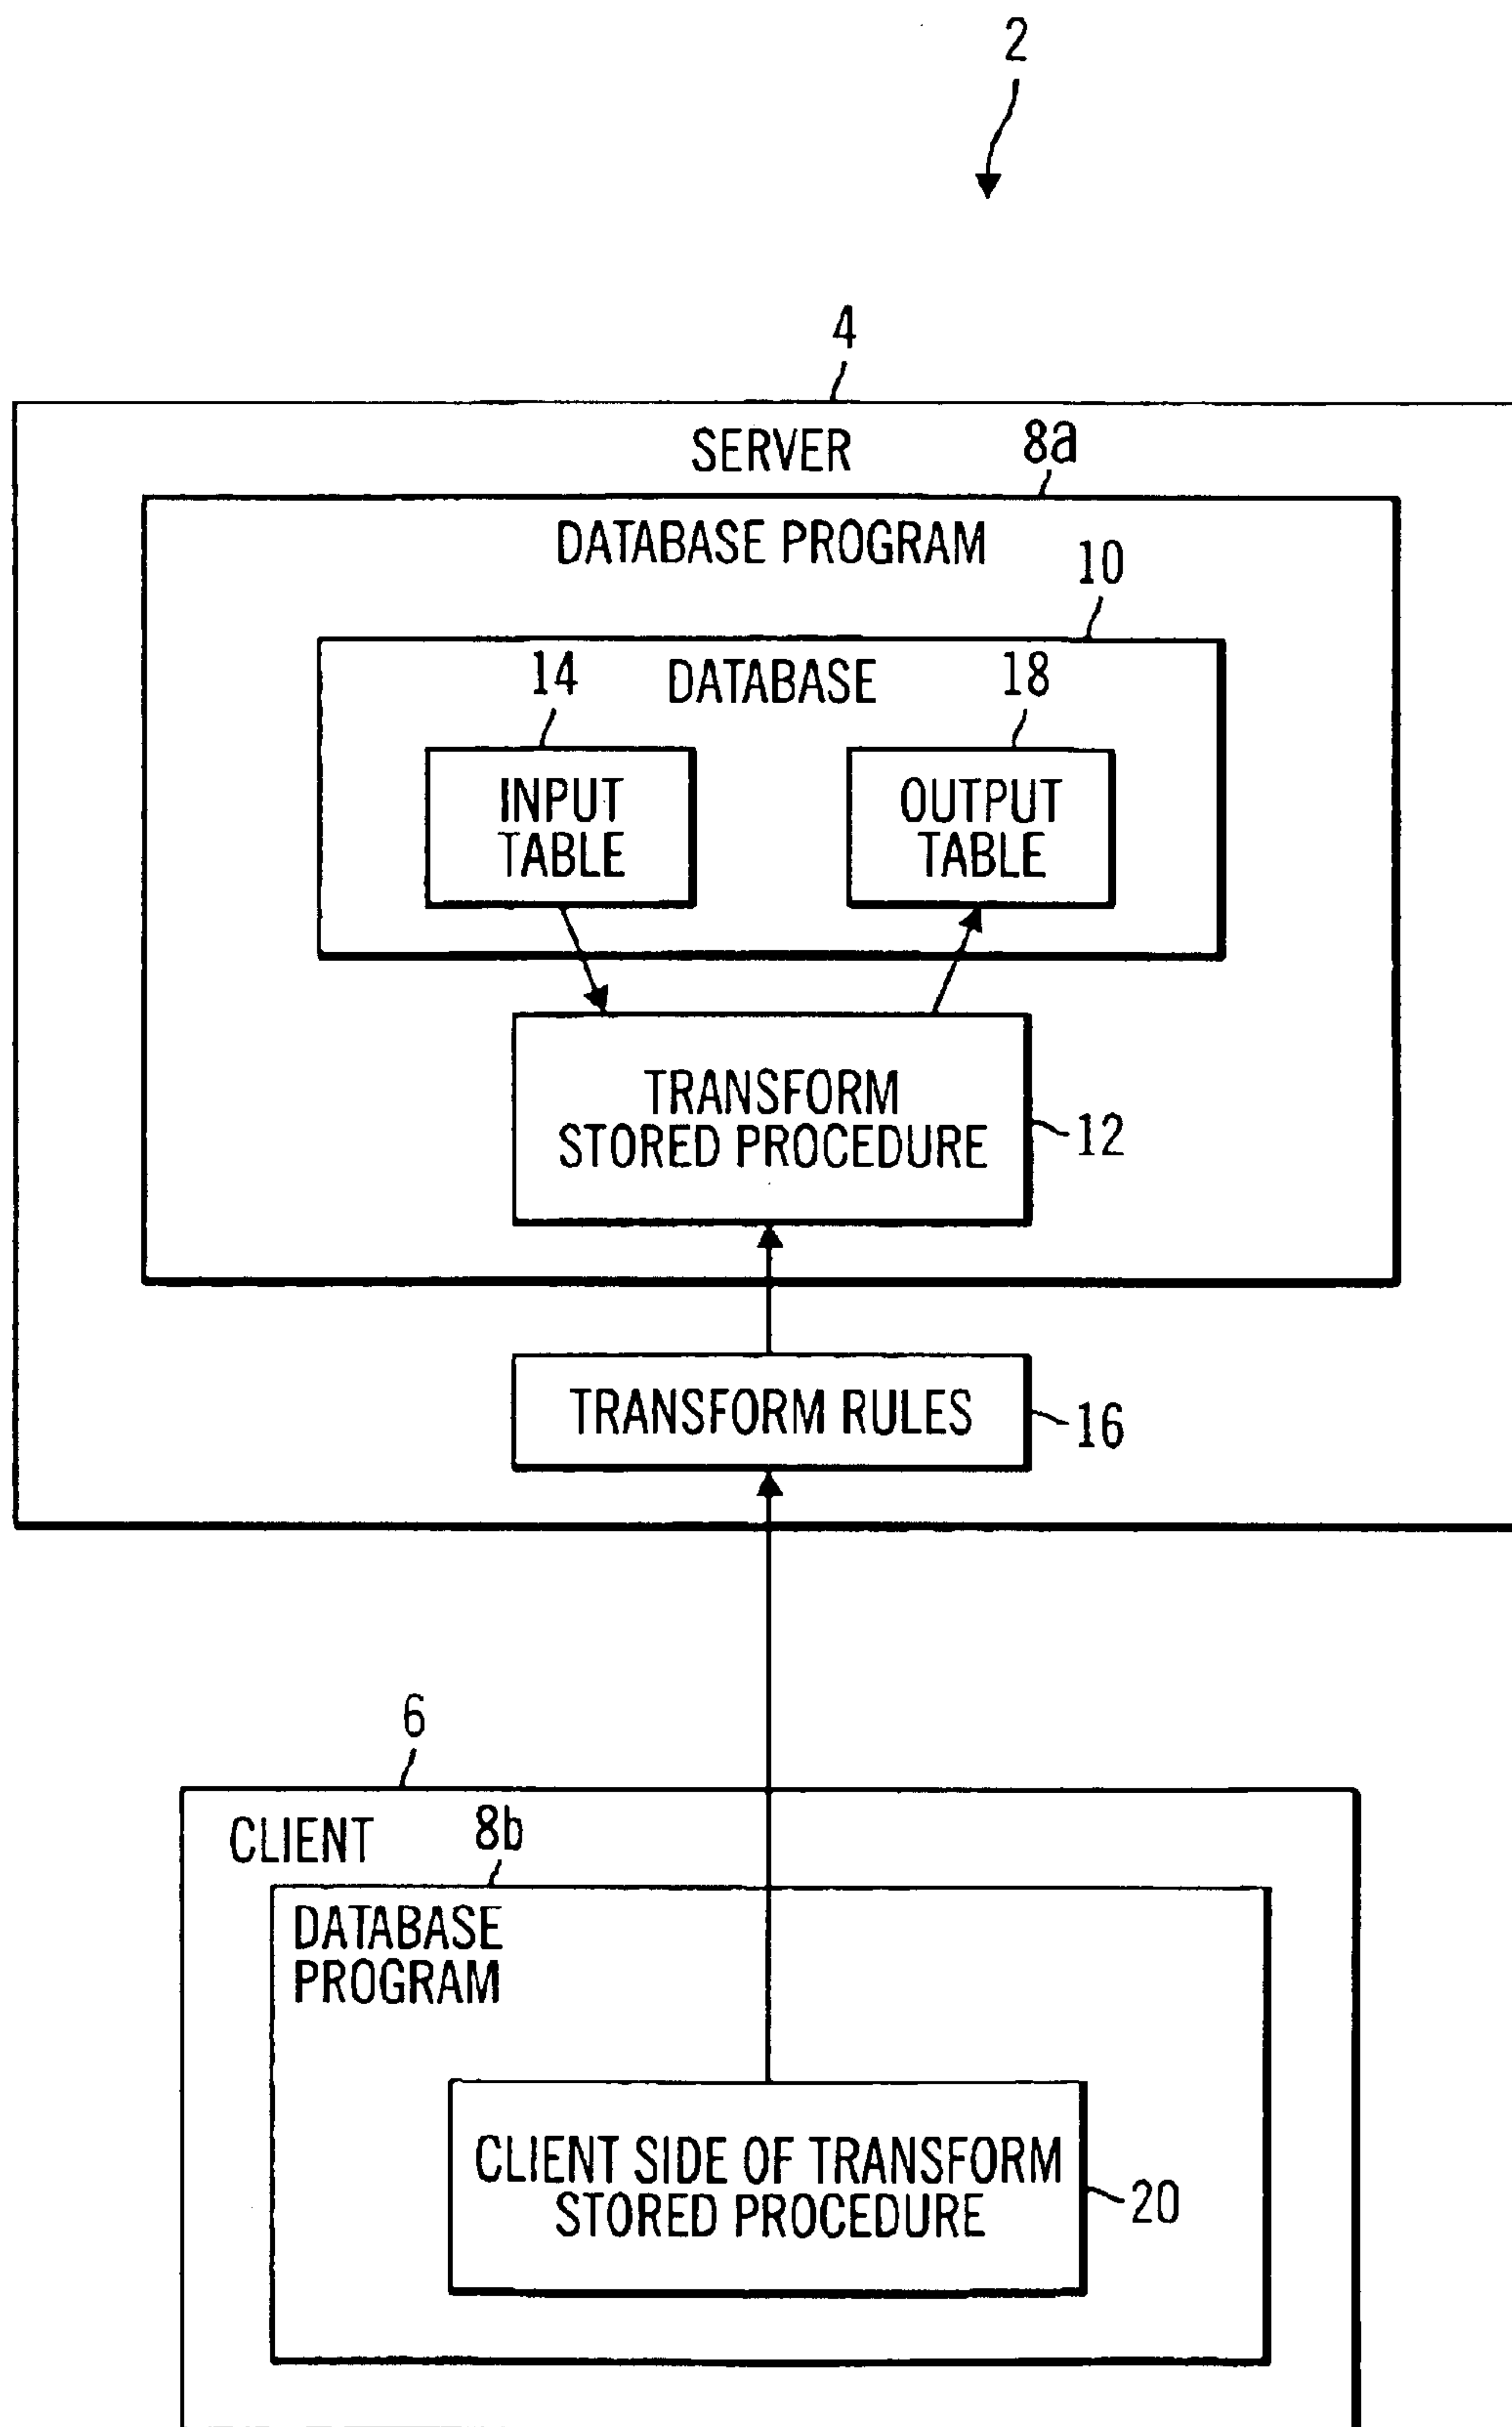 2
4
SERVER
8a
DATABASE PROGRAM
10
14
DATABASE
18
INPUT
TABLE
OUTPUT
TABLE
TRANSFORM
STORED PROCEDURE
12
TRANSFORM RULES
16
6
CLIENT
8b
DATABASE
PROGRAM
CLIENT SIDE OF TRANSFORM
STORED PROCEDURE
20